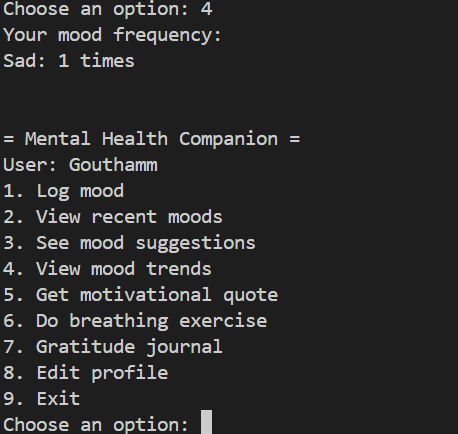 Choose an option: 4
Your mood frequency:
Sad: 1 times
= Mental Health Companion =
User: Gouthamm
1. Log mood
2. View recent moods
3. See mood suggestions
4. View mood trends
5. Get motivational quote
6. Do breathing exercise
7. Gratitude journal
8. Edit profile
9. Exit
Choose an option: